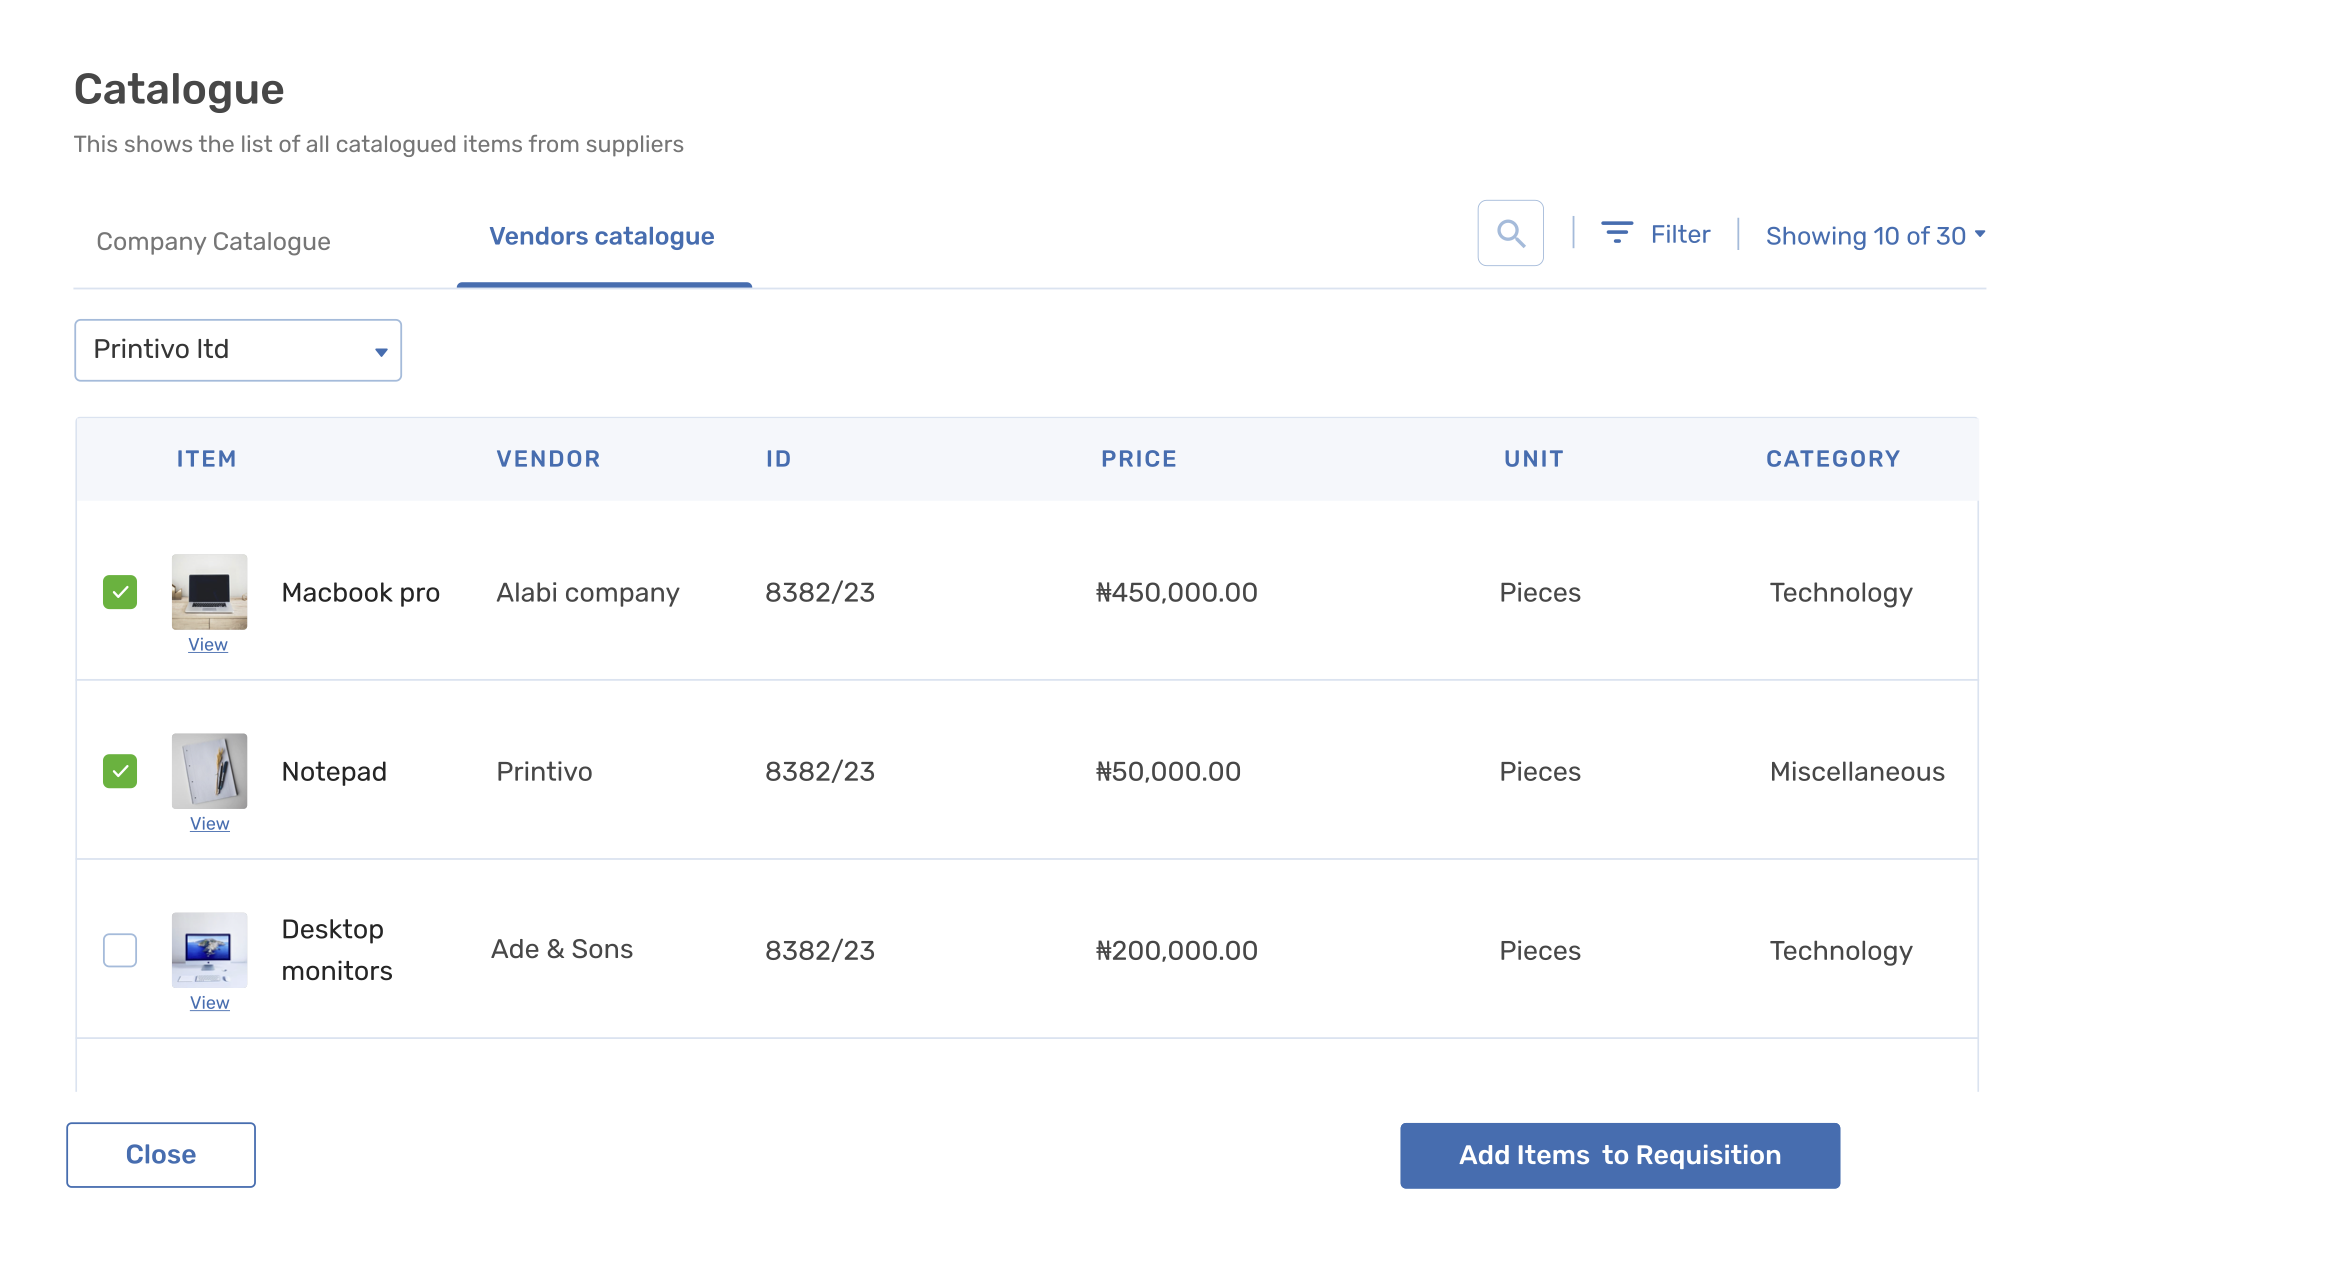 Catalogue
This shows the list of all catalogued items from suppliers
Company Catalogue
Vendors catalogue
Filter
Showing 10 of 30
Printivo ltd
ITEM VENDOR ID PRICE UNIT CATEGORY
Macbook pro Alabi company 8382/23 ₦450,000.00 Pieces Technology
View
Notepad Printivo 8382/23 ₦50,000.00 Pieces Miscellaneous
View
Desktop
monitors
Ade & Sons 8382/23 ₦200,000.00 Pieces Technology
View
Close
Add Items to Requisition